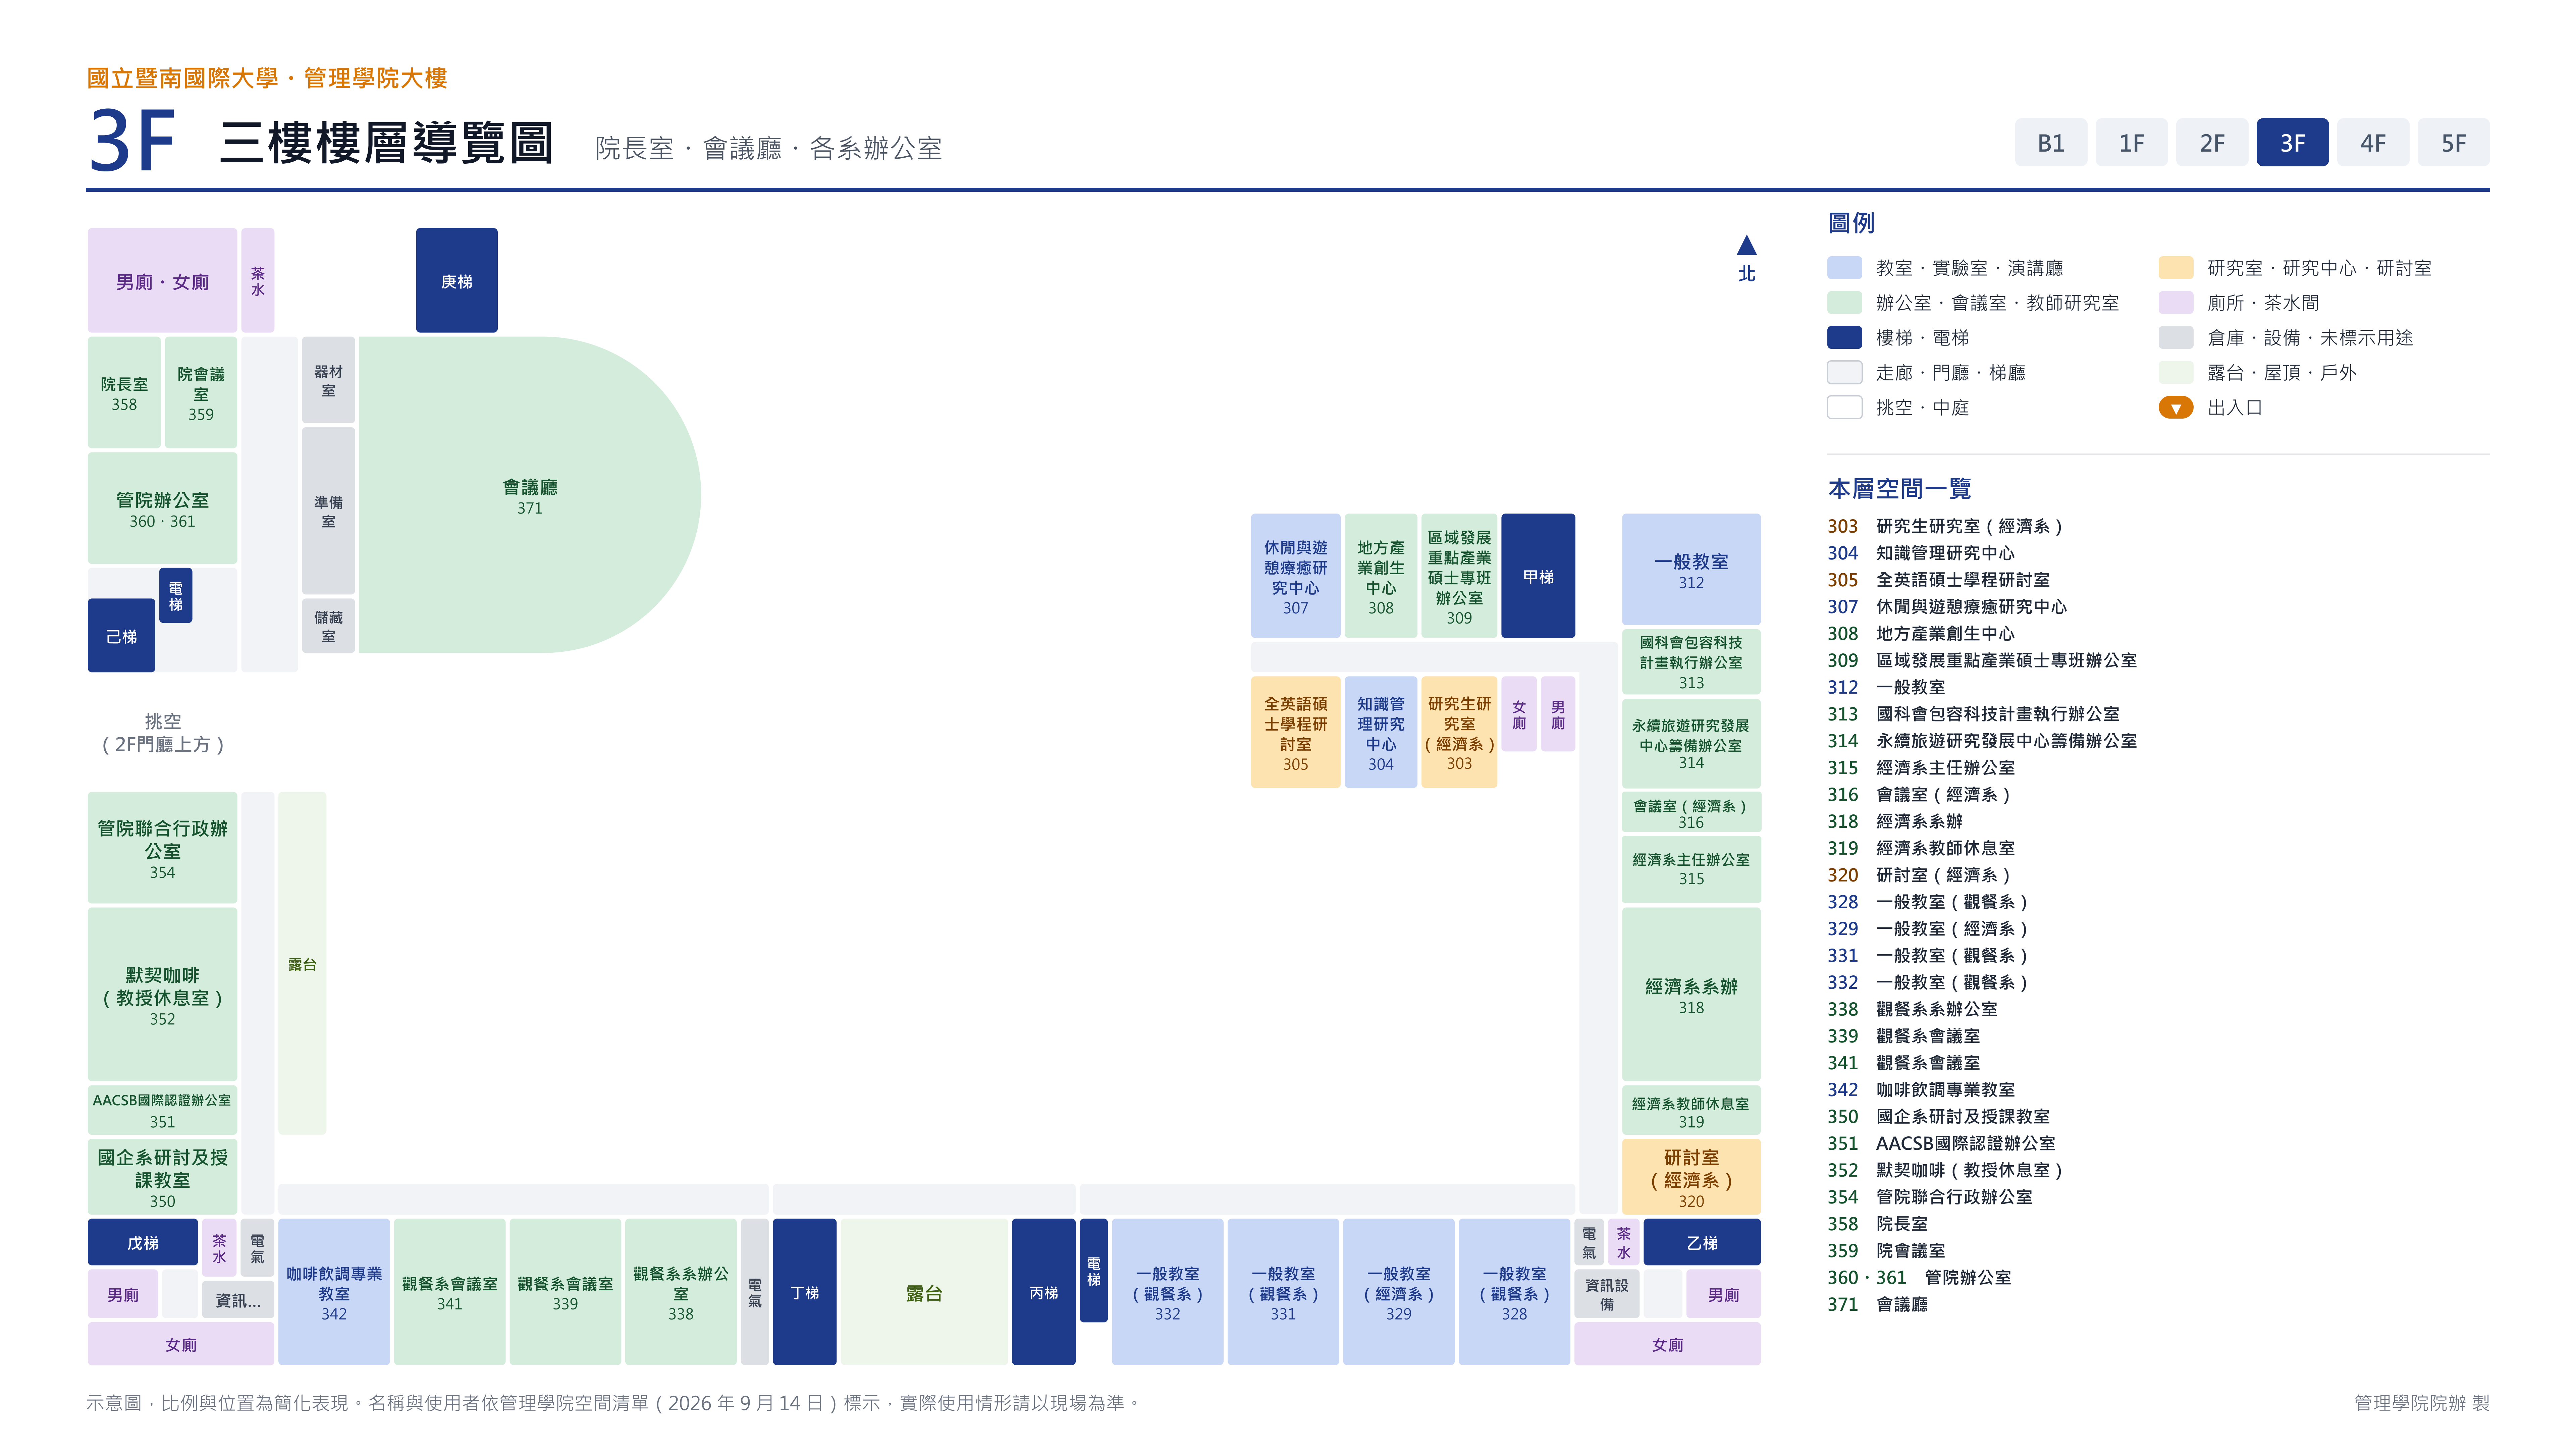 國立暨南國際大學・管理學院大樓
3F 三樓樓層導覽圖 院長室・會議廳・各系辦公室
B1 1F 2F 3F 4F 5F
男廁・女廁
茶
水
庚梯
▲
北
院長室
358
院會議
室
359
器材
室
管院辦公室
360・361
準備
室
會議廳
371
電
梯
己梯
儲藏
室
挑空
（2F門廳上方）
休閒與遊
憩療癒研
究中心
307
地方產
業創生
中心
308
區域發展
重點產業
碩士專班
辦公室
309
甲梯
一般教室
312
國科會包容科技
計畫執行辦公室
313
全英語碩
士學程研
討室
305
知識管
理研究
中心
304
研究生研
究室
（經濟系）
303
女
廁
男
廁
永續旅遊研究發展
中心籌備辦公室
314
會議室（經濟系）
316
經濟系主任辦公室
315
經濟系系辦
318
經濟系教師休息室
319
研討室
（經濟系）
320
管院聯合行政辦
公室
354
默契咖啡
（教授休息室）
352
露台
AACSB國際認證辦公室
351
國企系研討及授
課教室
350
戊梯
茶
水
電
氣
男廁
資訊...
女廁
咖啡飲調專業
教室
342
觀餐系會議室
341
觀餐系會議室
339
觀餐系系辦公
室
338
電
氣
丁梯
露台
丙梯
電
梯
一般教室
（觀餐系）
332
一般教室
（觀餐系）
331
一般教室
（經濟系）
329
一般教室
（觀餐系）
328
電
氣
茶
水
乙梯
資訊設
備
男廁
女廁
圖例
教室・實驗室・演講廳
研究室・研究中心・研討室
辦公室・會議室・教師研究室
廁所・茶水間
樓梯・電梯
倉庫・設備・未標示用途
走廊・門廳・梯廳
露台・屋頂・戶外
挑空・中庭
▼ 出入口
本層空間一覽
303 研究生研究室（經濟系）
304 知識管理研究中心
305 全英語碩士學程研討室
307 休閒與遊憩療癒研究中心
308 地方產業創生中心
309 區域發展重點產業碩士專班辦公室
312 一般教室
313 國科會包容科技計畫執行辦公室
314 永續旅遊研究發展中心籌備辦公室
315 經濟系主任辦公室
316 會議室（經濟系）
318 經濟系系辦
319 經濟系教師休息室
320 研討室（經濟系）
328 一般教室（觀餐系）
329 一般教室（經濟系）
331 一般教室（觀餐系）
332 一般教室（觀餐系）
338 觀餐系系辦公室
339 觀餐系會議室
341 觀餐系會議室
342 咖啡飲調專業教室
350 國企系研討及授課教室
351 AACSB國際認證辦公室
352 默契咖啡（教授休息室）
354 管院聯合行政辦公室
358 院長室
359 院會議室
360・361 管院辦公室
371 會議廳
示意圖，比例與位置為簡化表現。名稱與使用者依管理學院空間清單（2026 年 9 月 14 日）標示，實際使用情形請以現場為準。
管理學院院辦 製